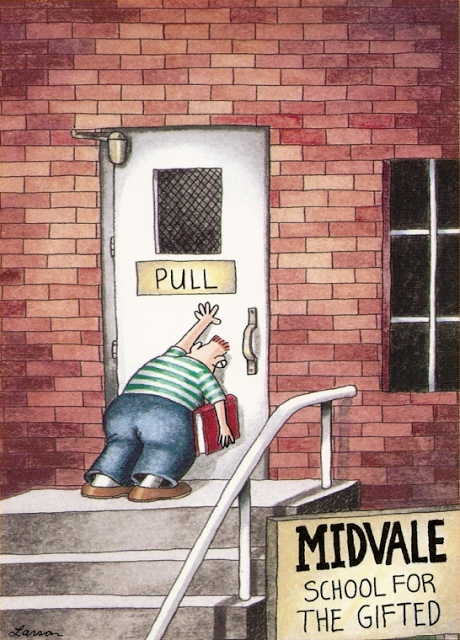 PULL
MIDVALE
SCHOOL FOR
THE GIFTED
Larson